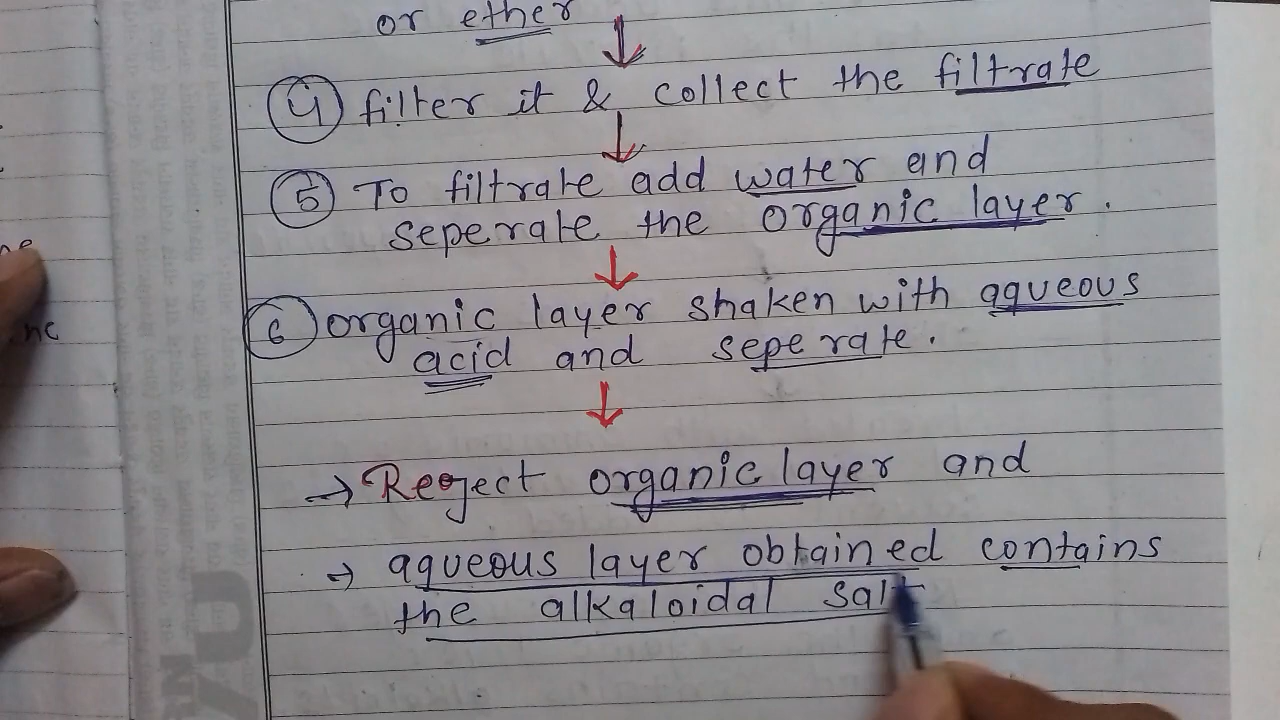 or ether
4 filter it & collect the filtrate
5 To filtrate add water and
seperate the organic layer.
6 organic layer shaken with aqueous
acid and seperate.
→ Reject organic layer and
→ aqueous layer obtained contains
the alkaloidal salt